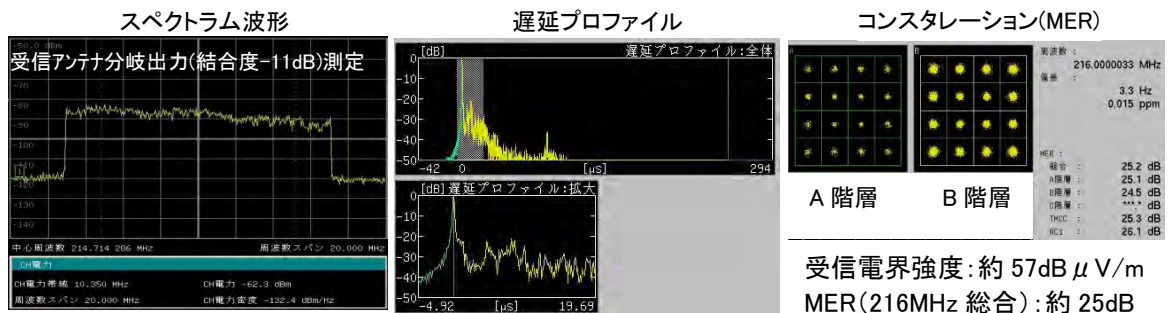 スペクトラム波形
遅延プロファイル
コンスタレーション(MER)
-50.0 dBm
受信アンテナ分岐出力(結合度-11dB)測定
-70
-80
-90
-100
-110
-120
-130
-140
中心周波数 214.714 286 MHz
周波数スパン 20.000 MHz
CH電力
CH電力帯域 10.350 MHz
CH電力 -62.3 dBm
周波数スパン 20.000 MHz
CH電力密度 -132.4 dBm/Hz
[dB]
遅延プロファイル:全体
0
-10
-20
-30
-40
-50
-42
0
[μS]
294
[dB] 遅延プロファイル:拡大
0
-10
-20
-30
-40
-50
-4.92
[μS]
19.69
A
B
A 階層
B 階層
周波数 :
216.0000033 MHz
偏差 :
3.3 Hz
0.015 ppm
MER :
総合 : 25.2 dB
A階層 : 25.1 dB
B階層 : 24.5 dB
C階層 : ***.* dB
TMCC : 25.3 dB
AC1 : 26.1 dB
受信電界強度:約 57dBμV/m
MER(216MHz 総合):約 25dB